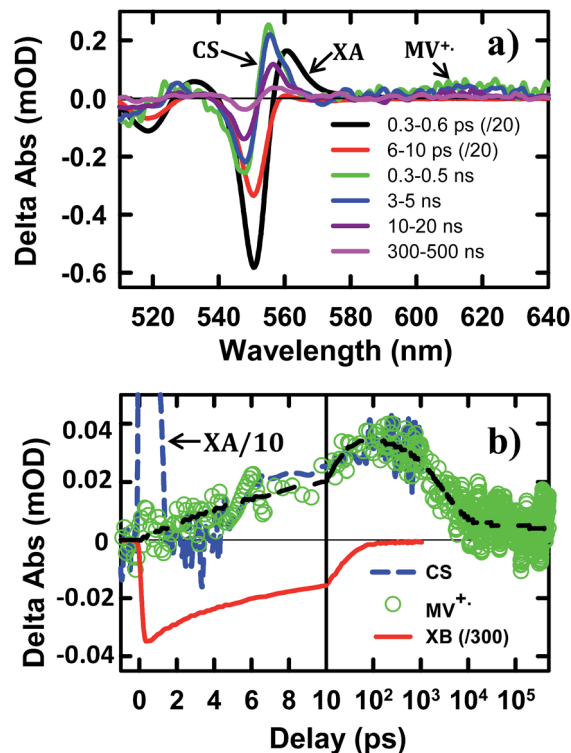 0.2
0.0
-0.2
-0.4
-0.6
Delta Abs (mOD)
CS
XA
MV+·
a)
0.3-0.6 ps (/20)
6-10 ps (/20)
0.3-0.5 ns
3-5 ns
10-20 ns
300-500 ns
520 540 560 580 600 620 640
Wavelength (nm)
0.04
0.02
0
-0.02
-0.04
Delta Abs (mOD)
XA/10
b)
CS
MV+·
XB (/300)
0 2 4 6 8 10 10² 10³ 10⁴ 10⁵
Delay (ps)